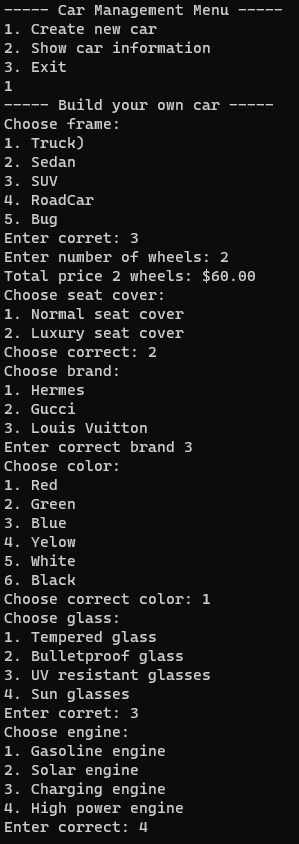 ----- Car Management Menu -----
1. Create new car
2. Show car information
3. Exit
1
----- Build your own car -----
Choose frame:
1. Truck)
2. Sedan
3. SUV
4. RoadCar
5. Bug
Enter corret: 3
Enter number of wheels: 2
Total price 2 wheels: $60.00
Choose seat cover:
1. Normal seat cover
2. Luxury seat cover
Choose correct: 2
Choose brand:
1. Hermes
2. Gucci
3. Louis Vuitton
Enter correct brand 3
Choose color:
1. Red
2. Green
3. Blue
4. Yelow
5. White
6. Black
Choose correct color: 1
Choose glass:
1. Tempered glass
2. Bulletproof glass
3. UV resistant glasses
4. Sun glasses
Enter corret: 3
Choose engine:
1. Gasoline engine
2. Solar engine
3. Charging engine
4. High power engine
Enter correct: 4